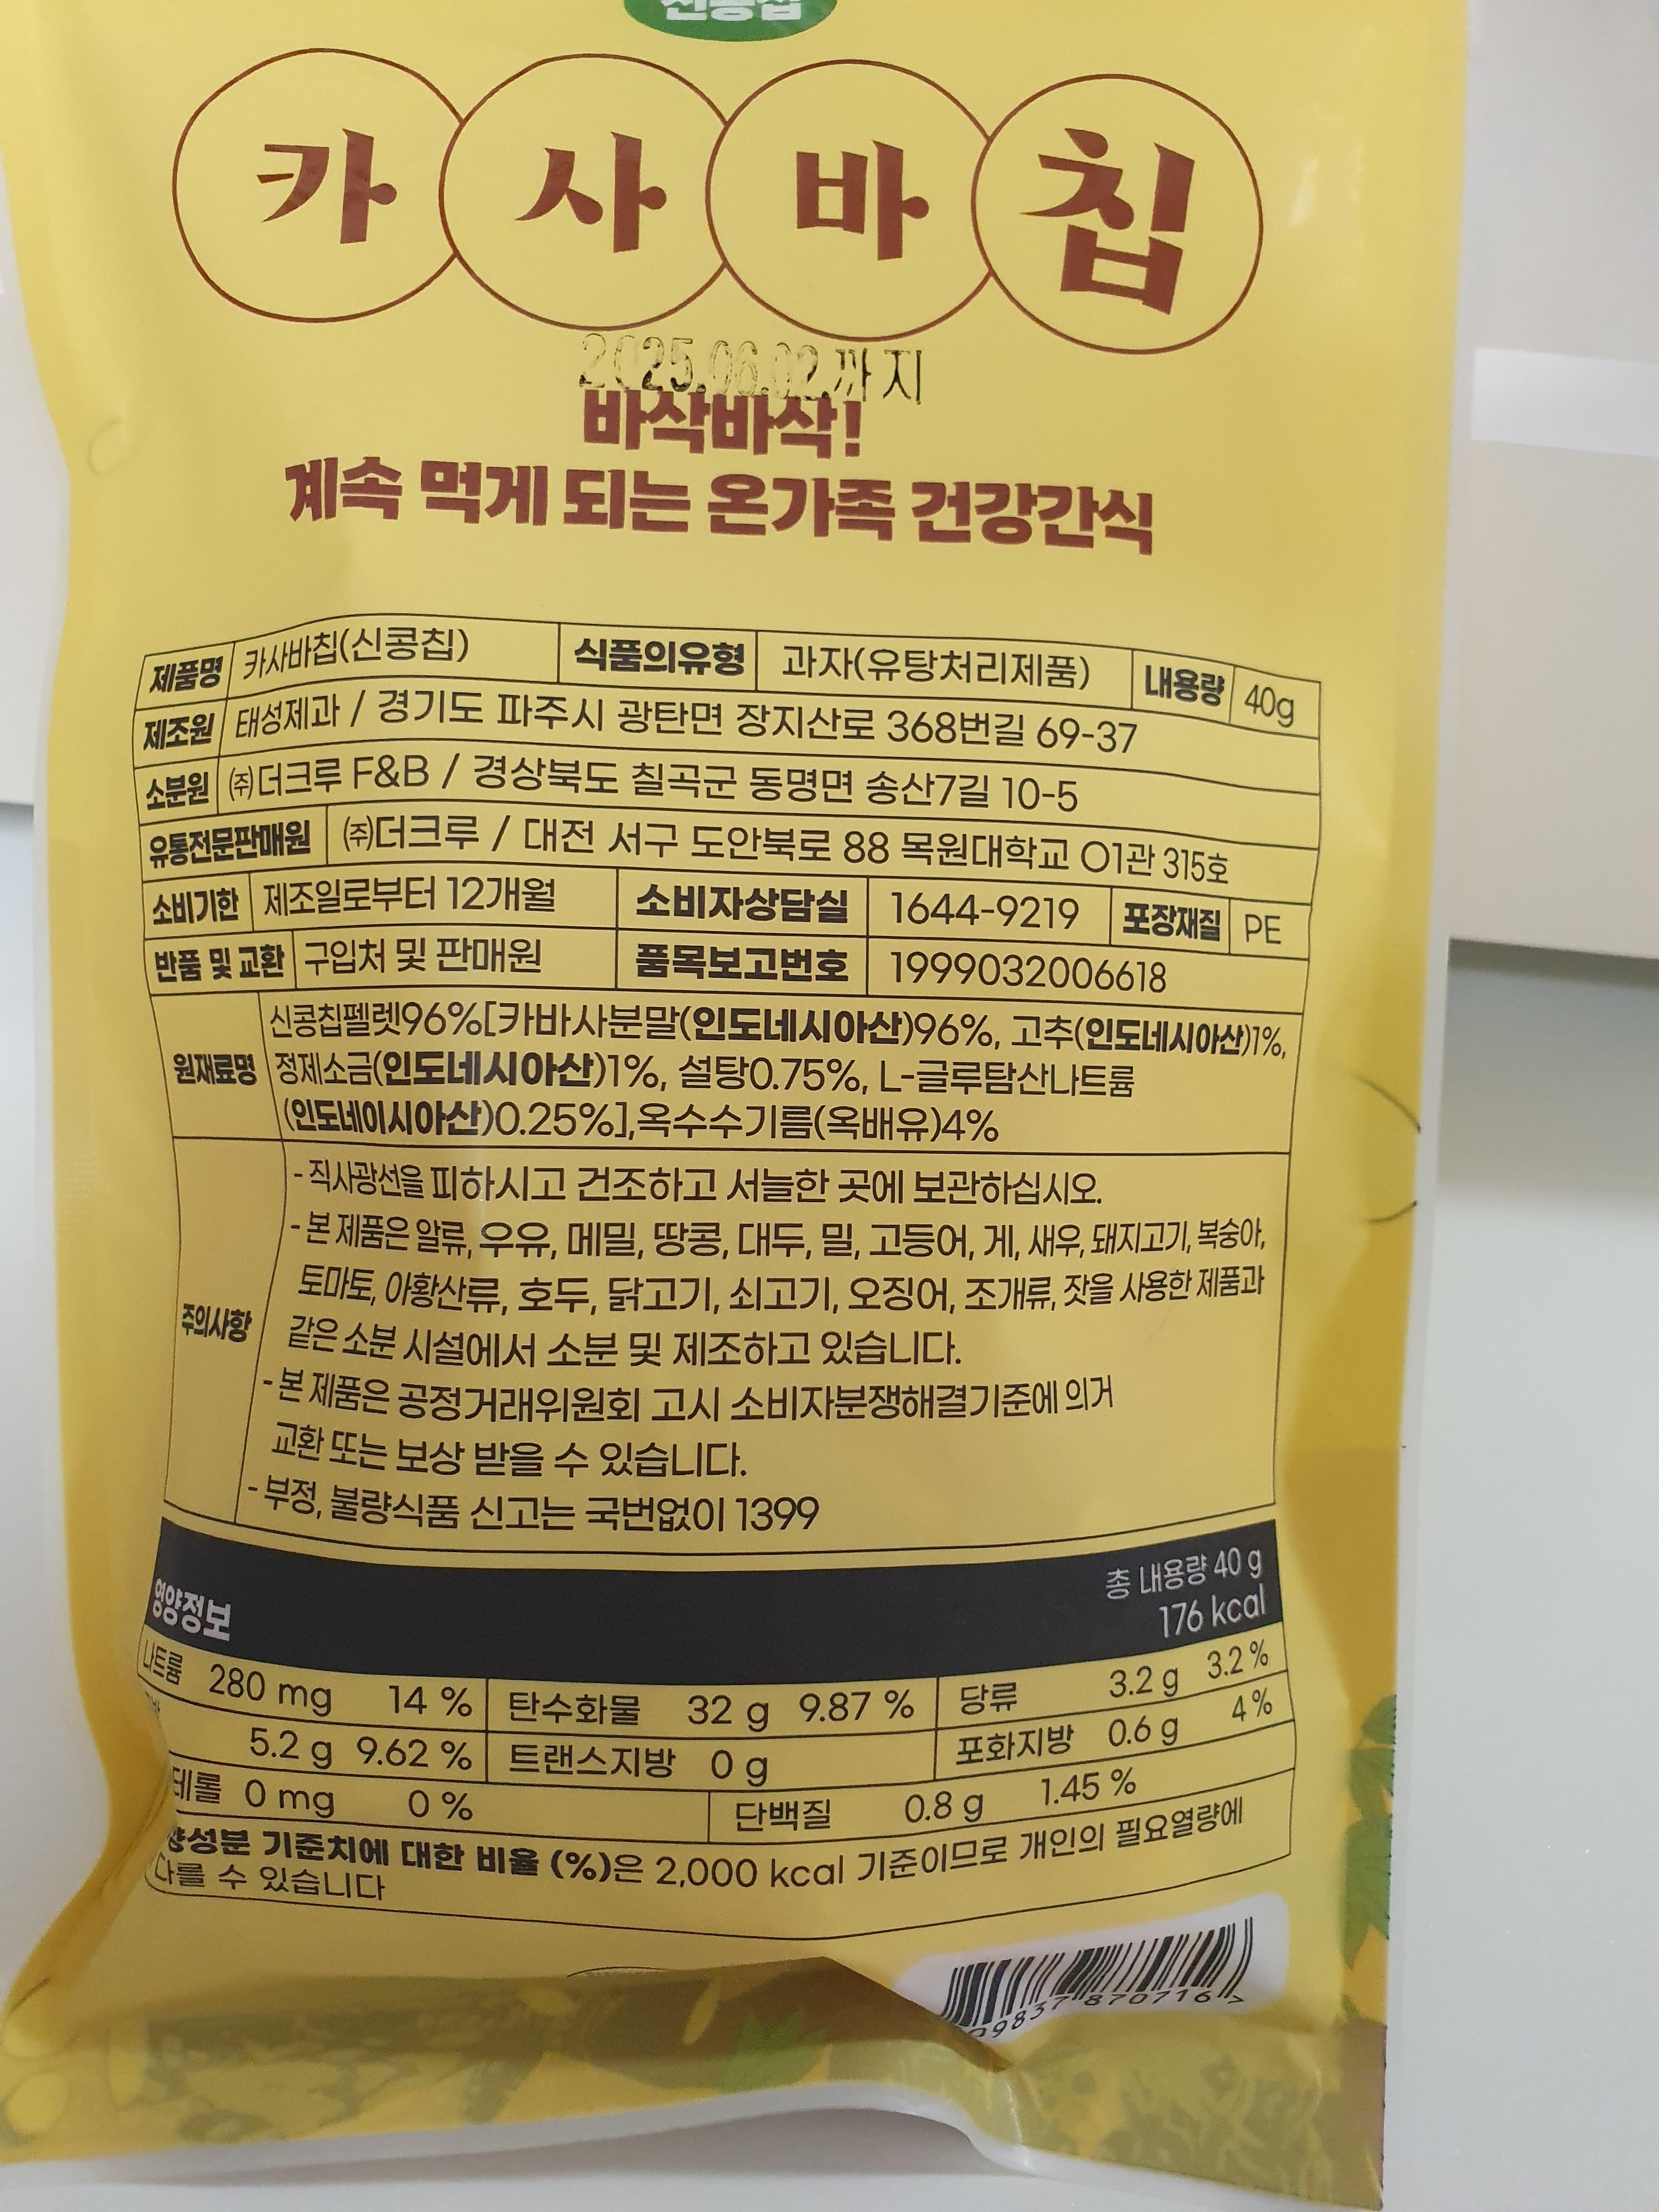 신콩칩
카사바칩
2025.06.02.까지
바삭바삭!
계속 먹게 되는 온가족 건강간식
제품명 카사바칩(신콩칩) 식품의유형 과자(유탕처리제품) 내용량 40g
제조원 태성제과 / 경기도 파주시 광탄면 장지산로 368번길 69-37
소분원 ㈜더크루 F&B / 경상북도 칠곡군 동명면 송산7길 10-5
유통전문판매원 ㈜더크루 / 대전 서구 도안북로 88 목원대학교 O1관 315호
소비기한 제조일로부터 12개월 소비자상담실 1644-9219 포장재질 PE
반품 및 교환 구입처 및 판매원 품목보고번호 1999032006618
원재료명 신콩칩펠렛96%[카바사분말(인도네시아산)96%, 고추(인도네시아산)1%,
정제소금(인도네시아산)1%, 설탕0.75%, L-글루탐산나트륨
(인도네이시아산)0.25%],옥수수기름(옥배유)4%
주의사항
- 직사광선을 피하시고 건조하고 서늘한 곳에 보관하십시오.
- 본 제품은 알류, 우유, 메밀, 땅콩, 대두, 밀, 고등어, 게, 새우, 돼지고기, 복숭아,
토마토, 아황산류, 호두, 닭고기, 쇠고기, 오징어, 조개류, 잣을 사용한 제품과
같은 소분 시설에서 소분 및 제조하고 있습니다.
- 본 제품은 공정거래위원회 고시 소비자분쟁해결기준에 의거
교환 또는 보상 받을 수 있습니다.
- 부정, 불량식품 신고는 국번없이 1399
영양정보 총 내용량 40 g
176 kcal
나트륨 280 mg 14 % 탄수화물 32 g 9.87 % 당류 3.2 g 3.2 %
5.2 g 9.62 % 트랜스지방 0 g 포화지방 0.6 g 4 %
테롤 0 mg 0 % 단백질 0.8 g 1.45 %
양성분 기준치에 대한 비율 (%)은 2,000 kcal 기준이므로 개인의 필요열량에
다를 수 있습니다
9837 870716 >